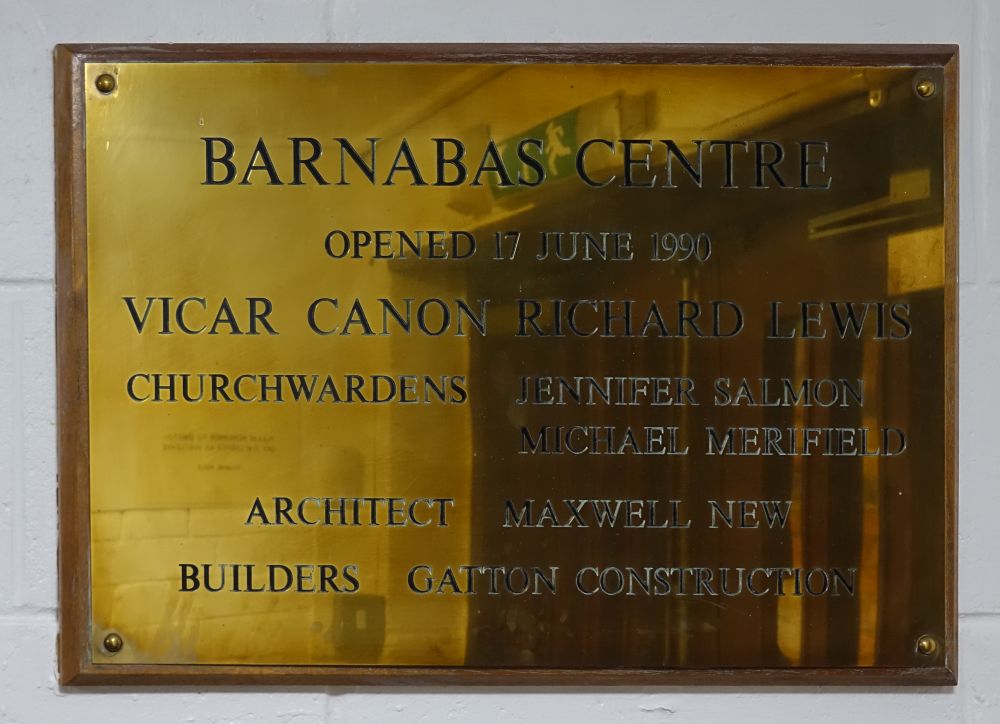 BARNABAS CENTRE
OPENED 17 JUNE 1990
VICAR CANON RICHARD LEWIS
CHURCHWARDENS JENNIFER SALMON
MICHAEL MERIFIELD
ARCHITECT MAXWELL NEW
BUILDERS GATTON CONSTRUCTION